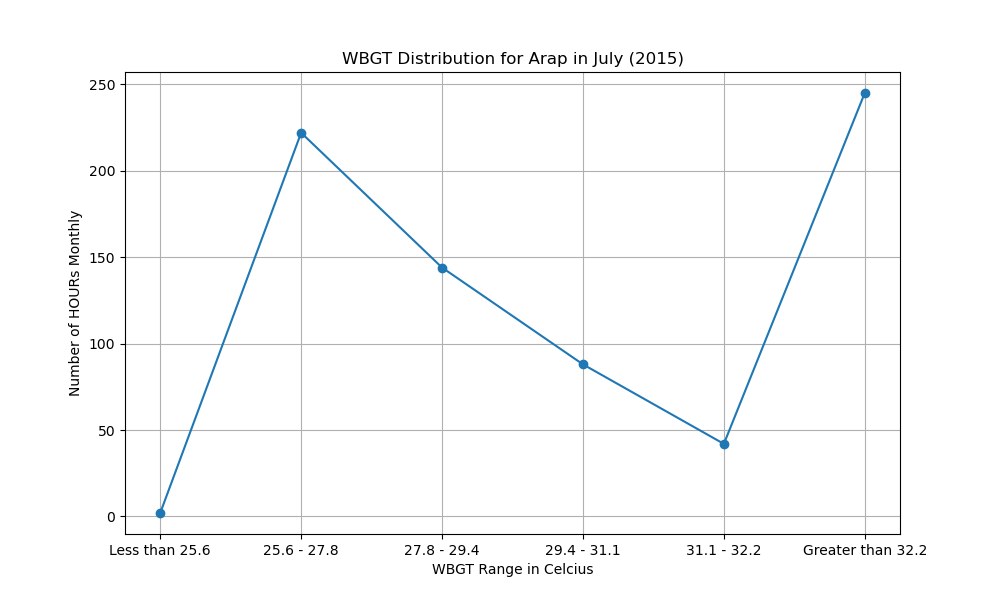 WBGT Distribution for Arap in July (2015)
250
200
150
100
50
0
Number of HOURs Monthly
Less than 25.6
25.6 - 27.8
27.8 - 29.4
29.4 - 31.1
31.1 - 32.2
Greater than 32.2
WBGT Range in Celcius